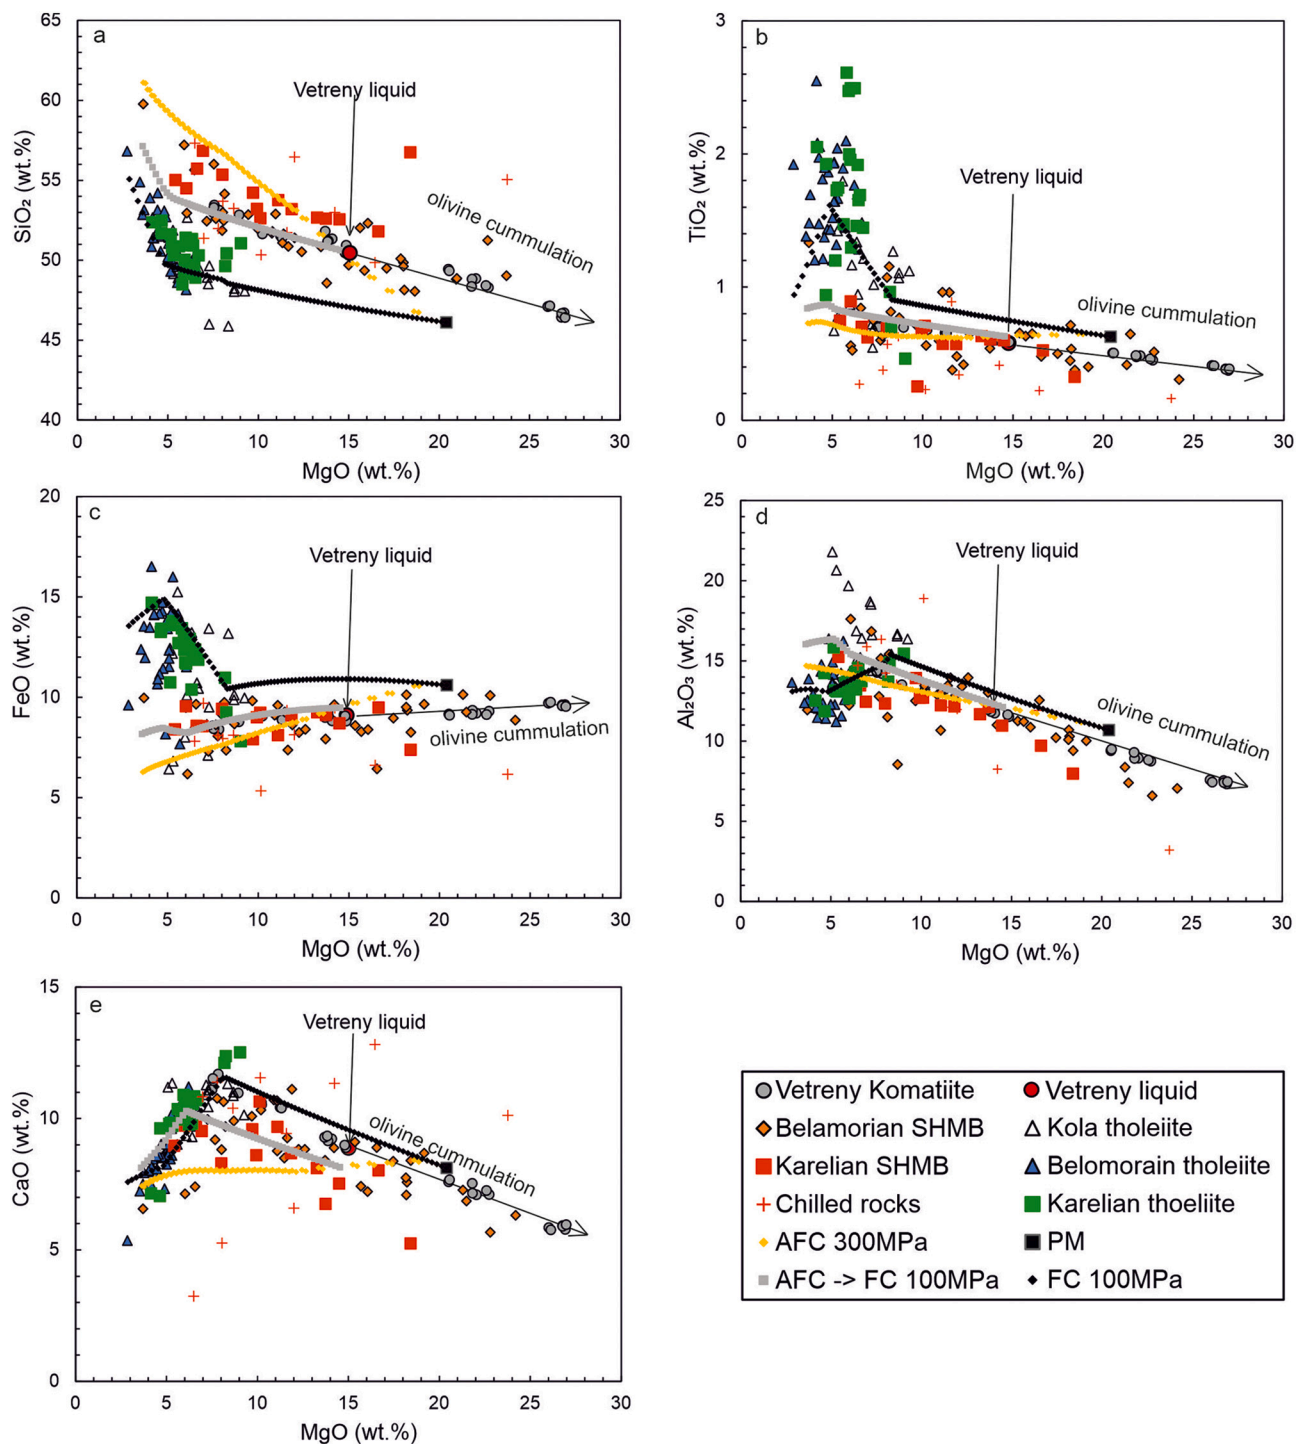 a
65
60
55
50
45
40
SiO₂ (wt.%)
Vetreny liquid
olivine cummulation
0 5 10 15 20 25 30
MgO (wt.%)
b
3
2
1
0
TiO₂ (wt.%)
Vetreny liquid
olivine cummulation
0 5 10 15 20 25 30
MgO (wt.%)
c
20
15
10
5
0
FeO (wt.%)
Vetreny liquid
olivine cummulation
0 5 10 15 20 25 30
MgO (wt.%)
d
25
20
15
10
5
0
Al₂O₃ (wt.%)
Vetreny liquid
olivine cummulation
0 5 10 15 20 25 30
MgO (wt.%)
e
15
10
5
0
CaO (wt.%)
Vetreny liquid
olivine cummulation
0 5 10 15 20 25 30
MgO (wt.%)
Vetreny Komatiite
Vetreny liquid
Belamorian SHMB
Kola tholeiite
Karelian SHMB
Belomorain tholeiite
Chilled rocks
Karelian thoeliite
AFC 300MPa
PM
AFC -> FC 100MPa
FC 100MPa